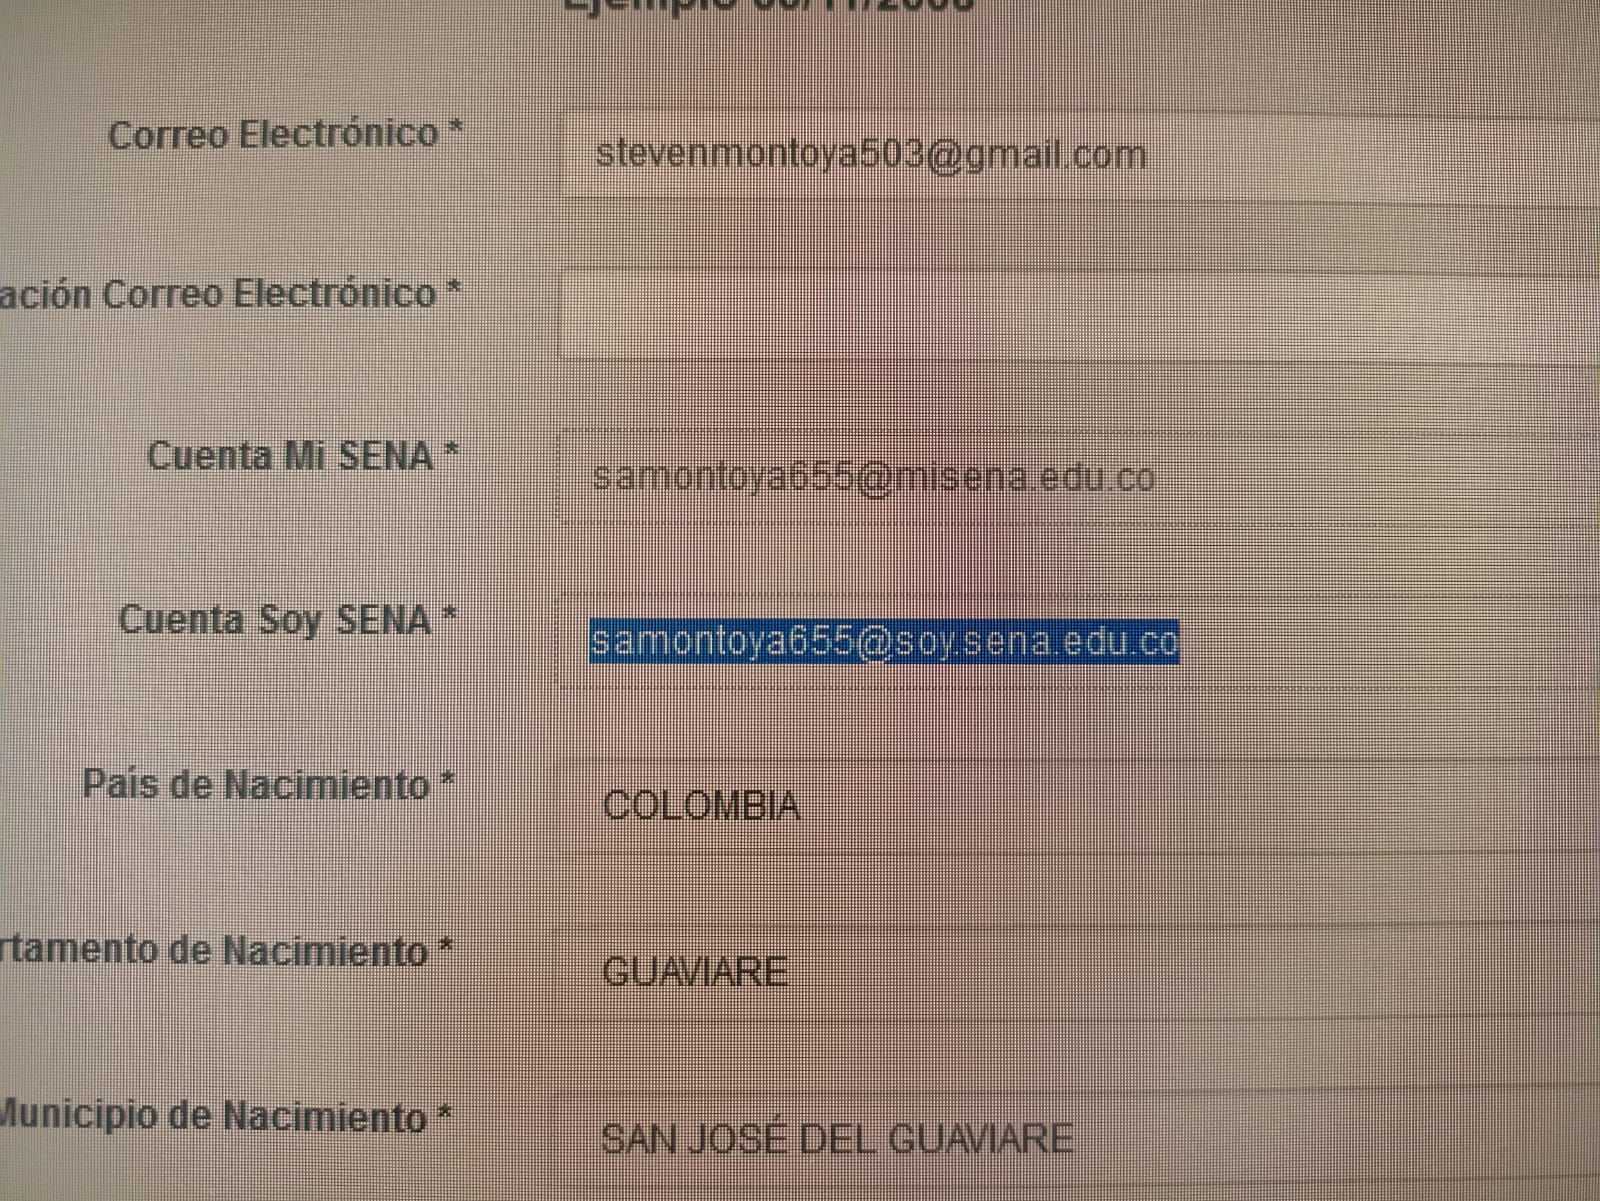 Ejemplo
Correo Electrónico * stevenmontoya503@gmail.com
ación Correo Electrónico *
Cuenta Mi SENA * samontoya655@misena.edu.co
Cuenta Soy SENA * samontoya655@soy.sena.edu.co
País de Nacimiento * COLOMBIA
rtamento de Nacimiento * GUAVIARE
Municipio de Nacimiento * SAN JOSÉ DEL GUAVIARE